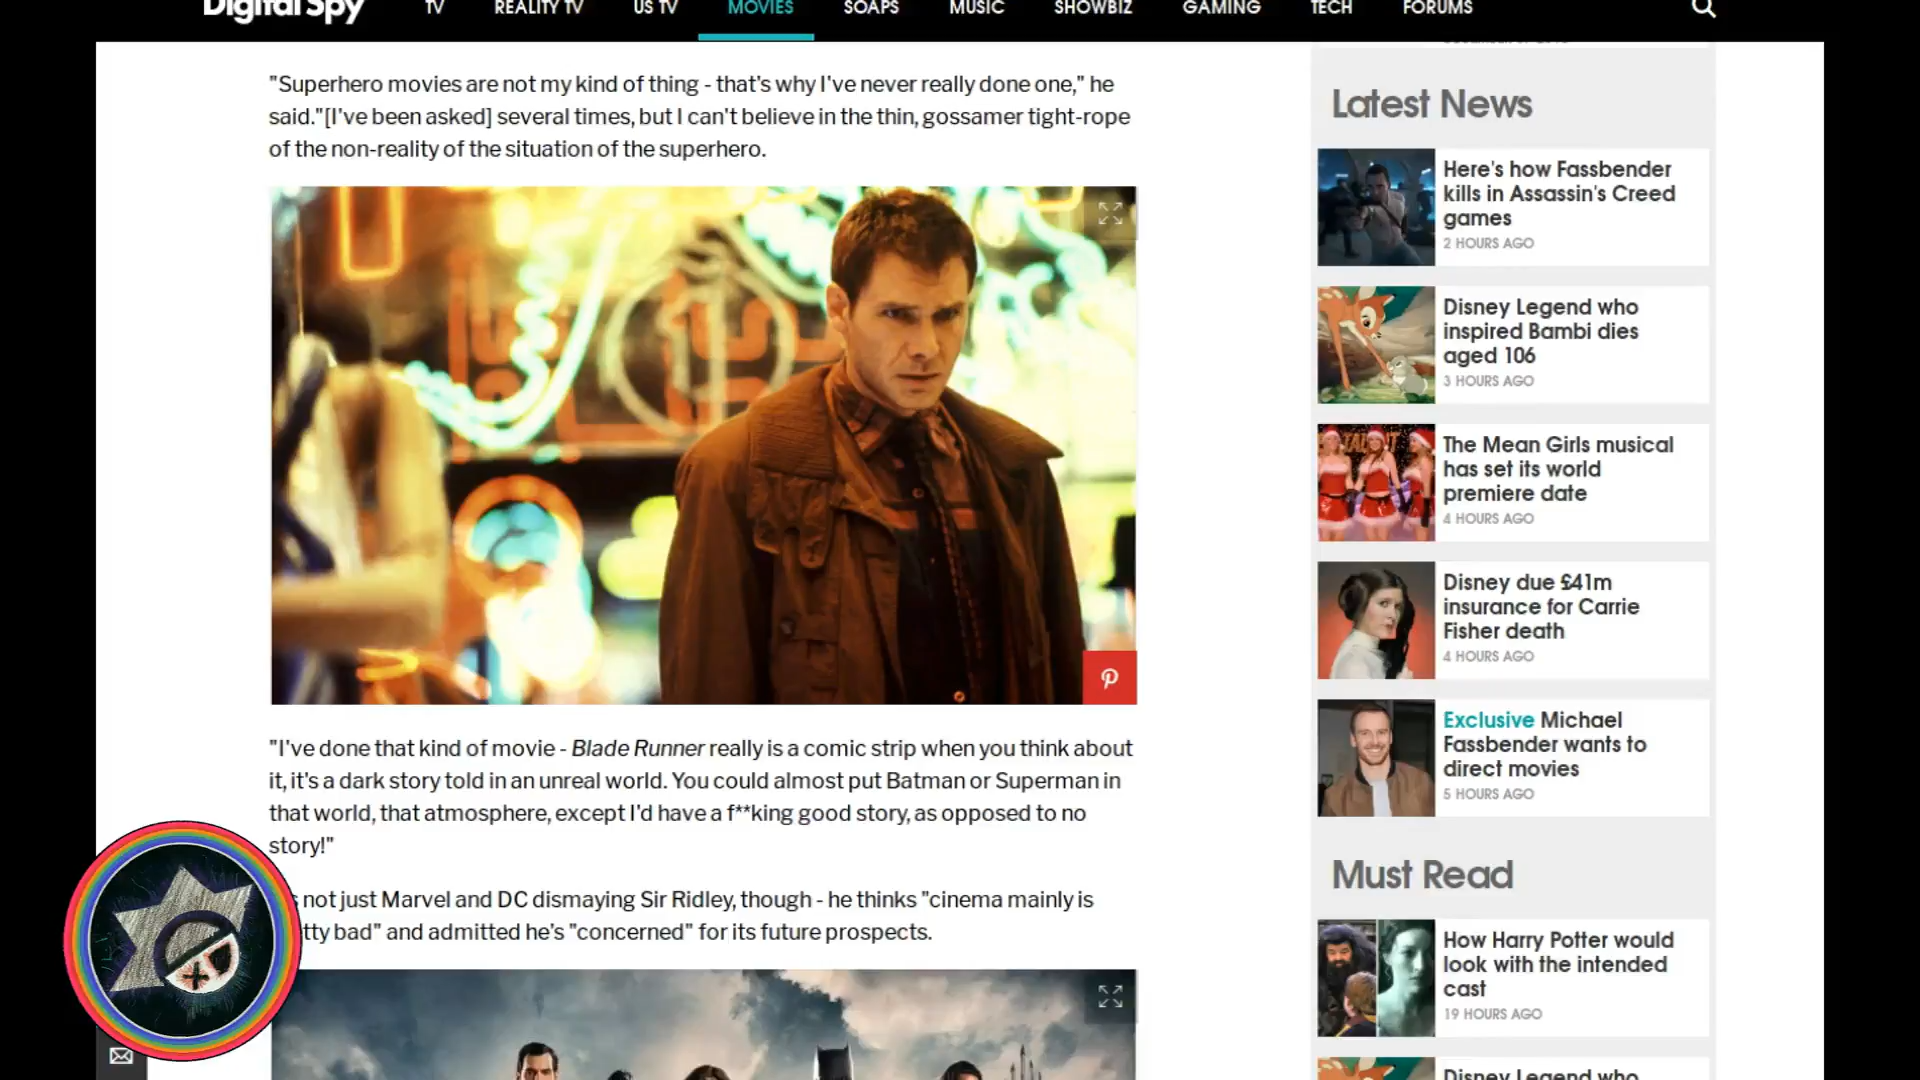 Digital Spy
TV REALITY TV US TV MOVIES SOAPS MUSIC SHOWBIZ GAMING TECH FORUMS
"Superhero movies are not my kind of thing - that's why I've never really done one," he
said."[I've been asked] several times, but I can't believe in the thin, gossamer tight-rope
of the non-reality of the situation of the superhero.
"I've done that kind of movie - Blade Runner really is a comic strip when you think about
it, it's a dark story told in an unreal world. You could almost put Batman or Superman in
that world, that atmosphere, except I'd have a f**king good story, as opposed to no
story!"
not just Marvel and DC dismaying Sir Ridley, though - he thinks "cinema mainly is
bad" and admitted he's "concerned" for its future prospects.
Latest News
Here's how Fassbender
kills in Assassin's Creed
games
2 HOURS AGO
Disney Legend who
inspired Bambi dies
aged 106
3 HOURS AGO
The Mean Girls musical
has set its world
premiere date
4 HOURS AGO
Disney due £41m
insurance for Carrie
Fisher death
4 HOURS AGO
Exclusive Michael
Fassbender wants to
direct movies
5 HOURS AGO
Must Read
How Harry Potter would
look with the intended
cast
19 HOURS AGO
Disney Legend who